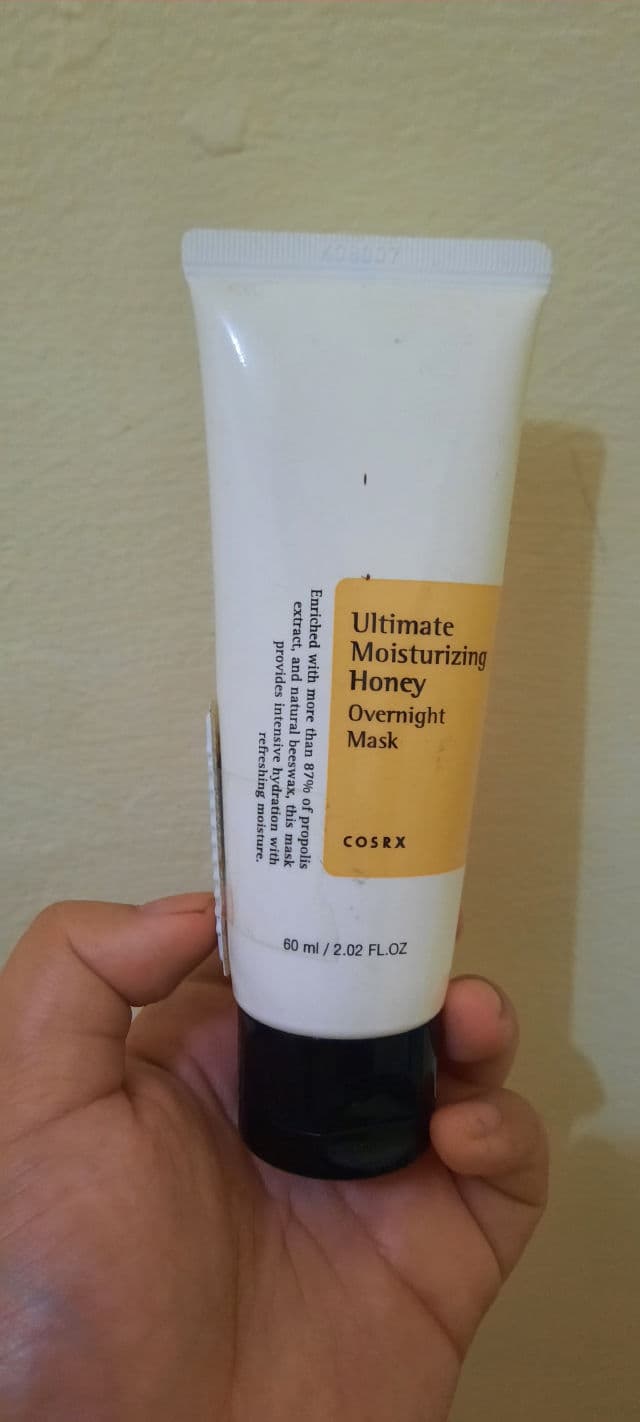 Ultimate
Moisturizing
Honey
Overnight
Mask
COSRX
Enriched with more than 87% of propolis
extract, and natural beeswax, this mask
provides intensive hydration with
refreshing moisture.
60 ml / 2.02 FL.OZ